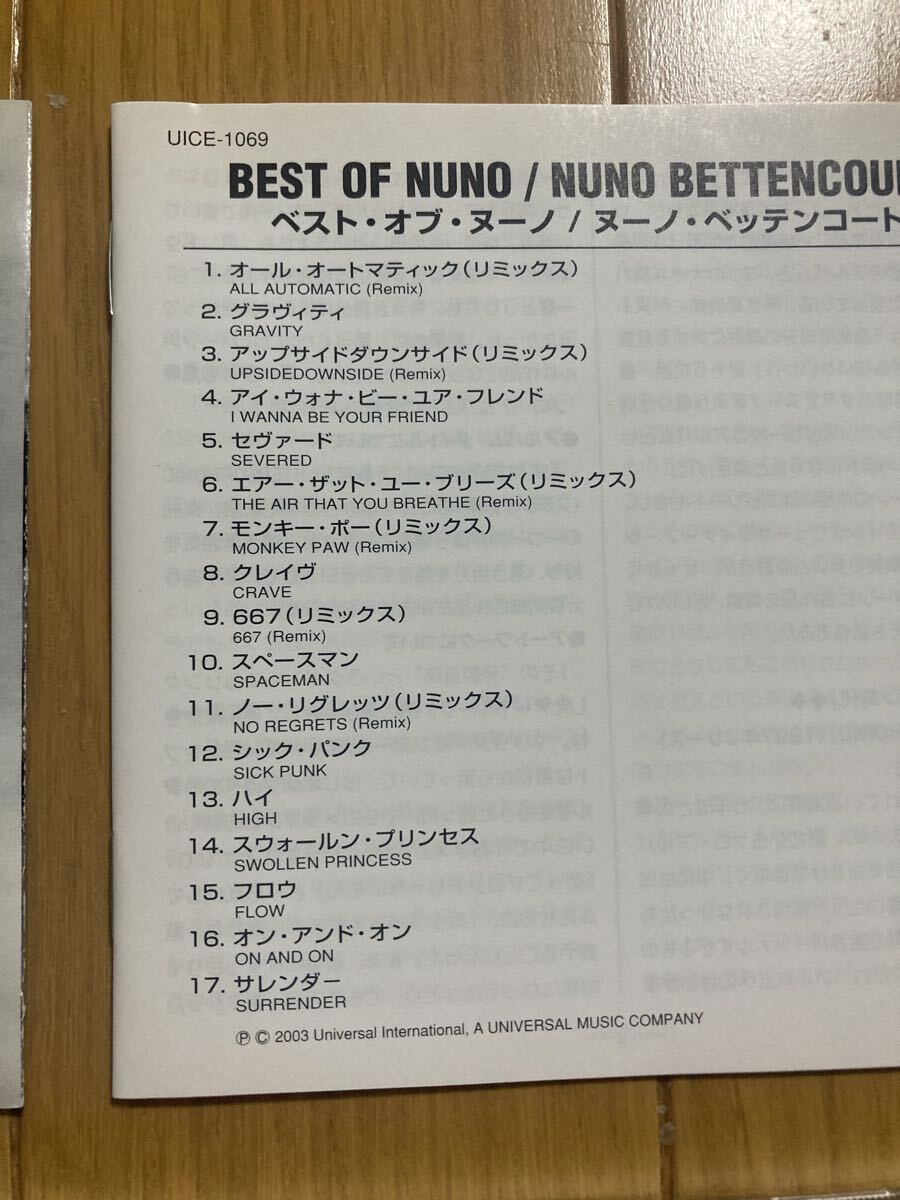 UICE-1069
BEST OF NUNO / NUNO BETTENCOU
ベスト・オブ・ヌーノ / ヌーノ・ベッテンコート
1. オール・オートマティック（リミックス）
ALL AUTOMATIC (Remix)
2. グラヴィティ
GRAVITY
3. アップサイドダウンサイド（リミックス）
UPSIDEDOWNSIDE (Remix)
4. アイ・ウォナ・ビー・ユア・フレンド
I WANNA BE YOUR FRIEND
5. セヴァード
SEVERED
6. エアー・ザット・ユー・ブリーズ（リミックス）
THE AIR THAT YOU BREATHE (Remix)
7. モンキー・ポー（リミックス）
MONKEY PAW (Remix)
8. クレイヴ
CRAVE
9. 667（リミックス）
667 (Remix)
10. スペースマン
SPACEMAN
11. ノー・リグレッツ（リミックス）
NO REGRETS (Remix)
12. シック・パンク
SICK PUNK
13. ハイ
HIGH
14. スウォールン・プリンセス
SWOLLEN PRINCESS
15. フロウ
FLOW
16. オン・アンド・オン
ON AND ON
17. サレンダー
SURRENDER
Ⓟ © 2003 Universal International, A UNIVERSAL MUSIC COMPANY